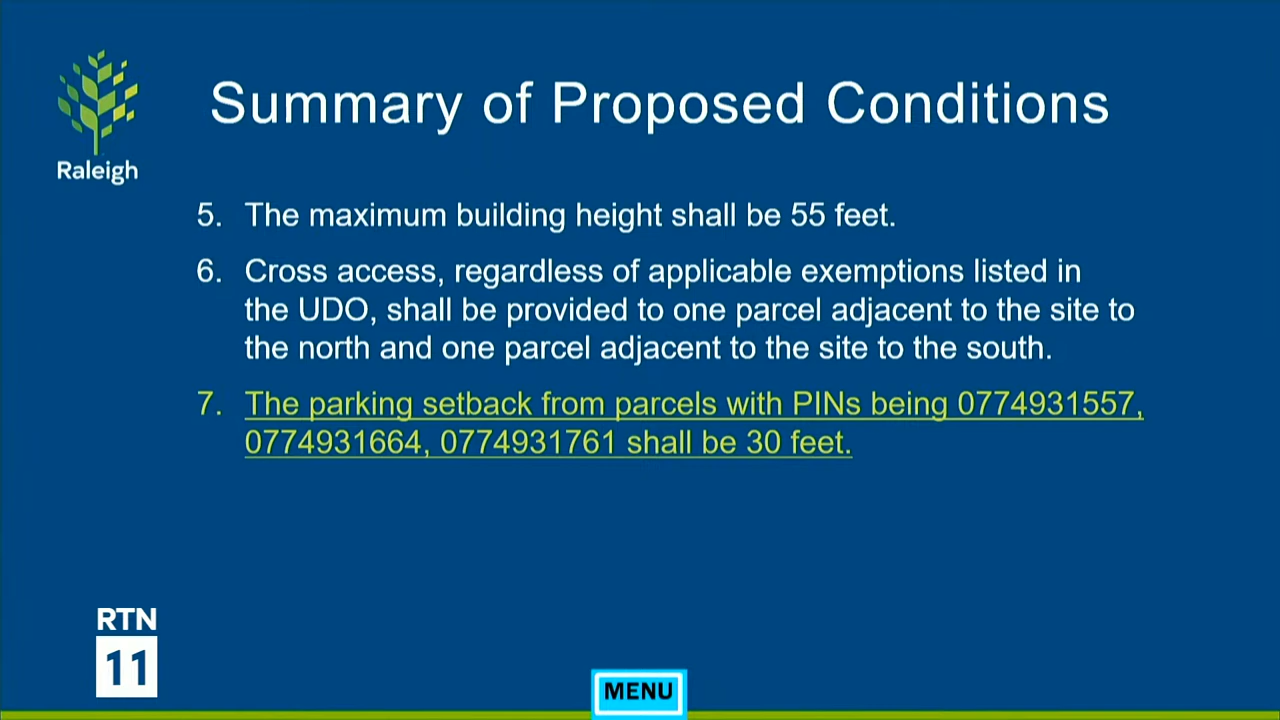 Summary of Proposed Conditions
Raleigh
5. The maximum building height shall be 55 feet.
6. Cross access, regardless of applicable exemptions listed in
the UDO, shall be provided to one parcel adjacent to the site to
the north and one parcel adjacent to the site to the south.
7. The parking setback from parcels with PINs being 0774931557,
0774931664, 0774931761 shall be 30 feet.
RTN
11
MENU